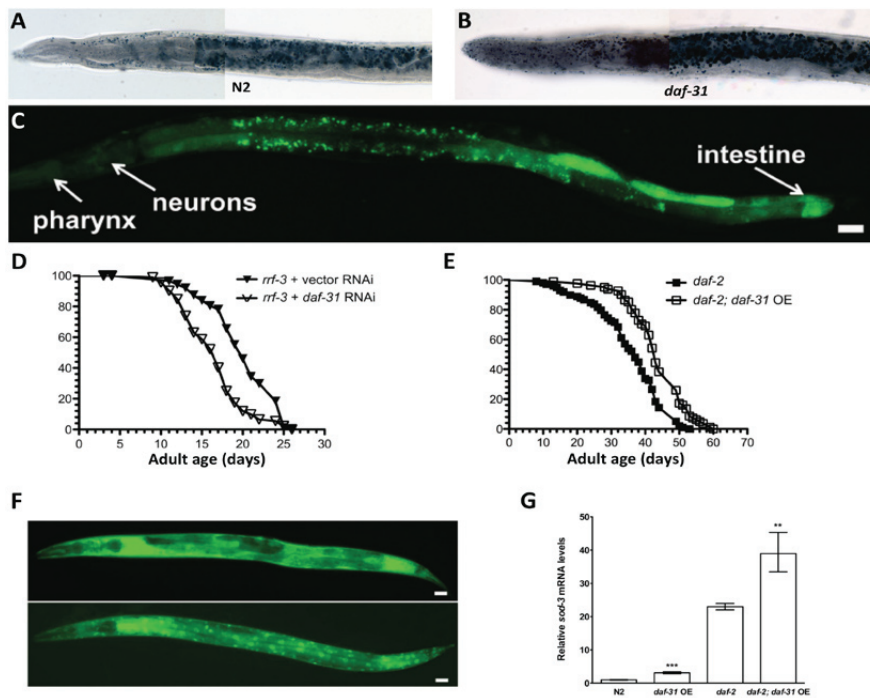 A
N2
B
daf-31
C
pharynx
neurons
intestine
D
rrf-3 + vector RNAi
rrf-3 + daf-31 RNAi
100
80
60
40
20
0
0 5 10 15 20 25 30
Adult age (days)
E
daf-2
daf-2; daf-31 OE
100
80
60
40
20
0
0 10 20 30 40 50 60 70
Adult age (days)
F
G
Relative sod-3 mRNA levels
50
40
30
20
10
0
***
**
N2 daf-31 OE daf-2 daf-2; daf-31 OE